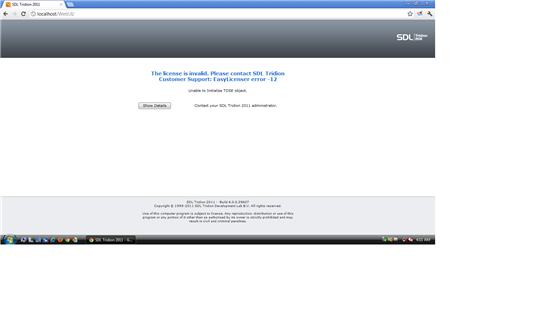 SDL Tridion 2011
localhost/WebUI/
SDL Tridion
The license is invalid. Please contact SDL Tridion
Customer Support: EasyLicenser error -12
Unable to Initialize TDSE object.
Show Details
Contact your SDL Tridion 2011 administrator.
SDL Tridion 2011 - Build 6.0.0.39607
Copyright © 1999-2011 SDL Tridion Development Lab B.V. All rights reserved.
Use of this computer program is subject to license. Any reproduction, distribution or use of this
program or any portion of it other than as authorised by its owner is strictly prohibited and may
result in civil and criminal penalties.
SDL Tridion 2011 - G...
4:11 AM